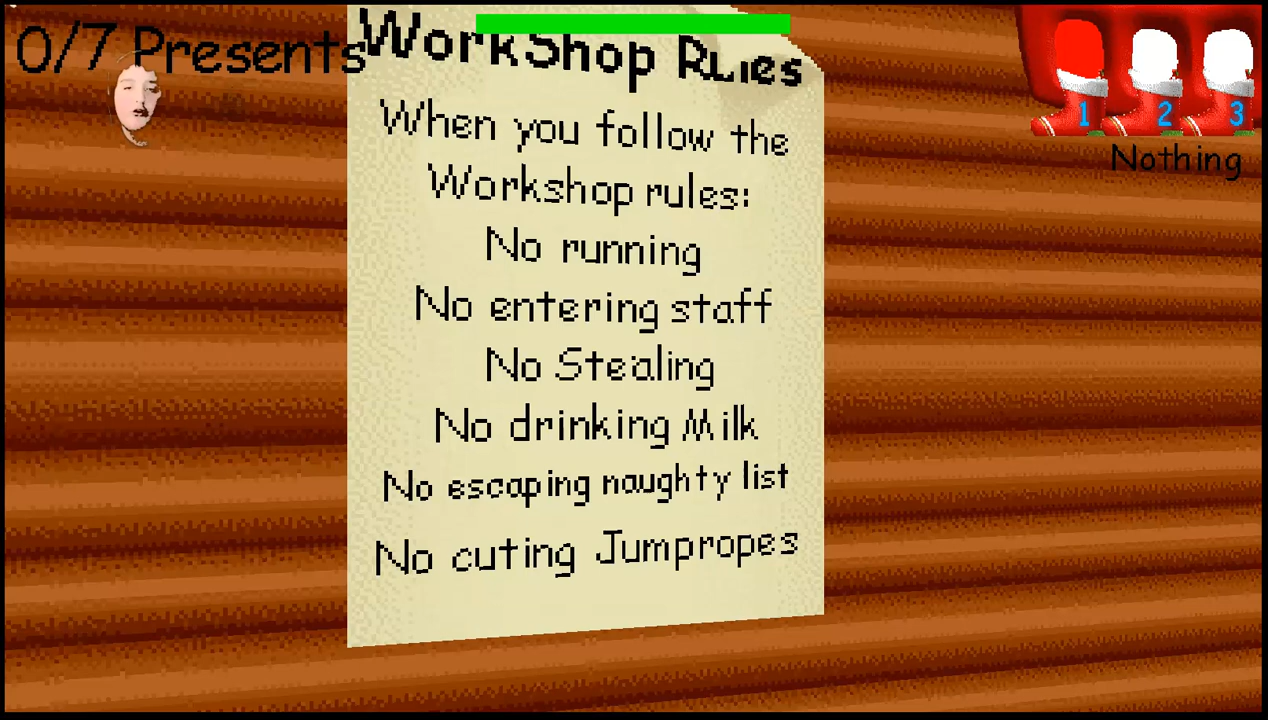 0/7 Presents
WorkShop Rules
When you follow the
Workshop rules:
No running
No entering staff
No Stealing
No drinking Milk
No escaping naughty list
No cuting Jumpropes
1 2 3
Nothing